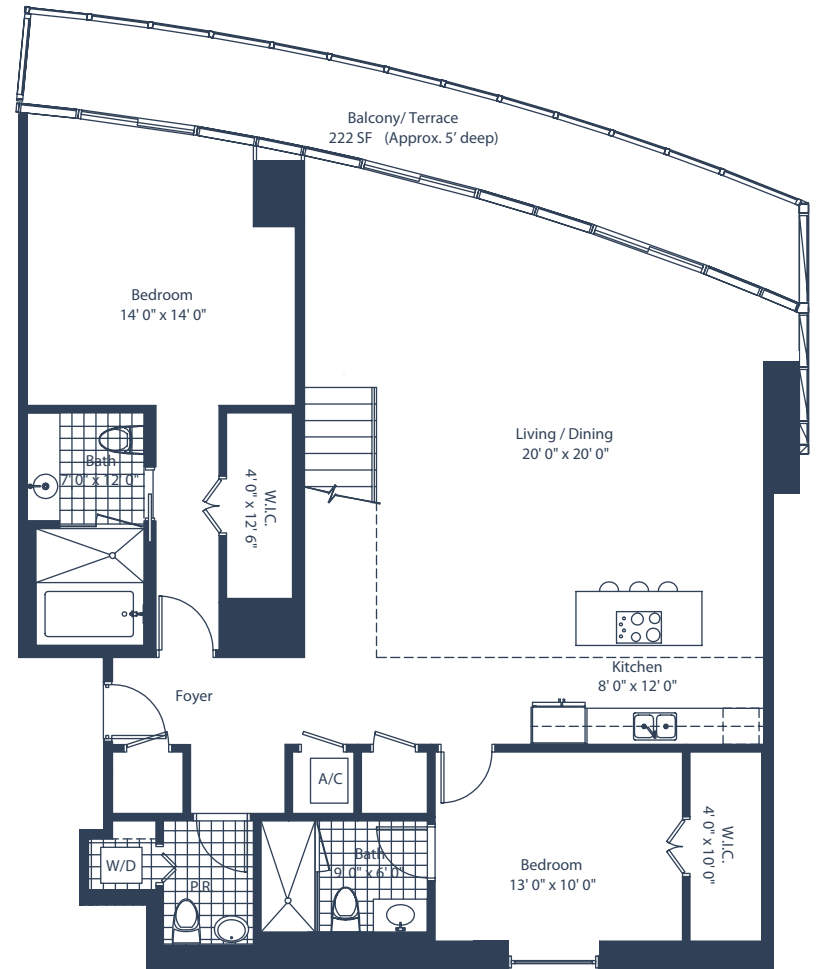 Balcony/ Terrace
222 SF (Approx. 5’ deep)
Bedroom
14' 0" x 14' 0"
Living / Dining
20' 0" x 20' 0"
Bath
7' 0" x 12' 0"
W.I.C.
4' 0" x 12' 6"
Kitchen
8' 0" x 12' 0"
Foyer
A/C
W.I.C.
4' 0" x 10' 0"
Bath
9' 0" x 6' 0"
Bedroom
13' 0" x 10' 0"
W/D
P.R.